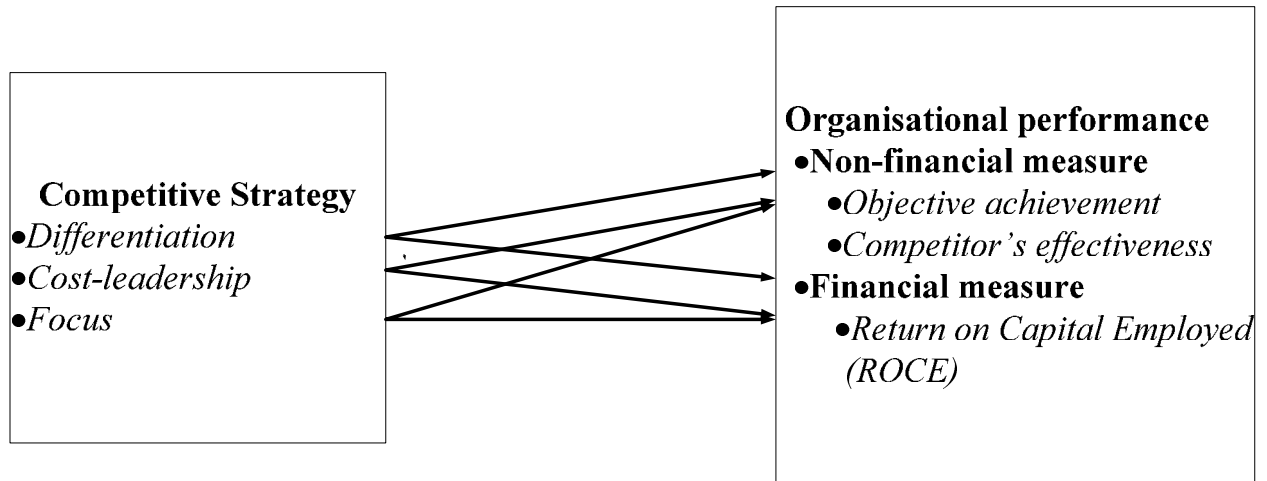 Competitive Strategy
•Differentiation
•Cost-leadership
•Focus
Organisational performance
•Non-financial measure
•Objective achievement
•Competitor’s effectiveness
•Financial measure
•Return on Capital Employed
(ROCE)